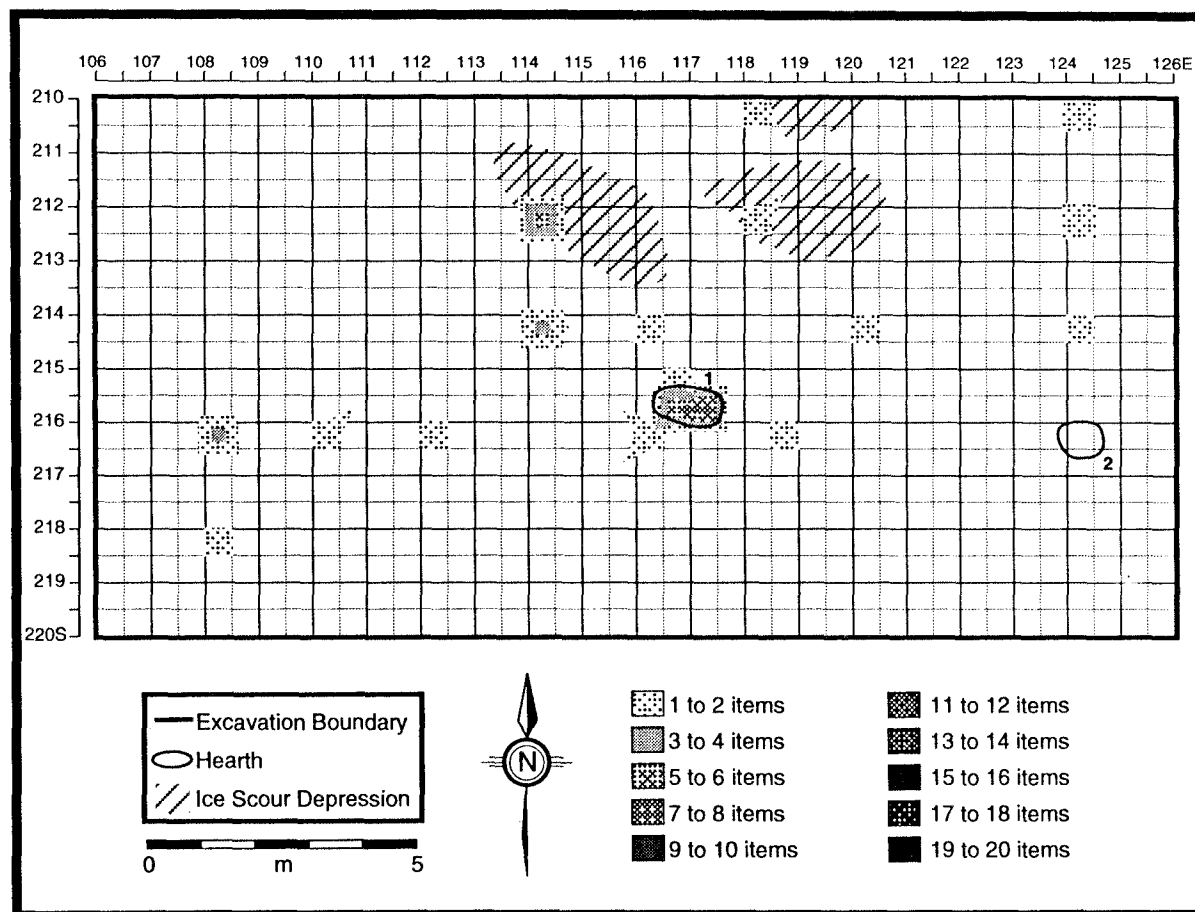 106 107 108 109 110 111 112 113 114 115 116 117 118 119 120 121 122 123 124 125 126E
210
211
212
213
214
215
216
217
218
219
220S
1
2
Excavation Boundary
Hearth
Ice Scour Depression
0 m 5
N
1 to 2 items
3 to 4 items
5 to 6 items
7 to 8 items
9 to 10 items
11 to 12 items
13 to 14 items
15 to 16 items
17 to 18 items
19 to 20 items